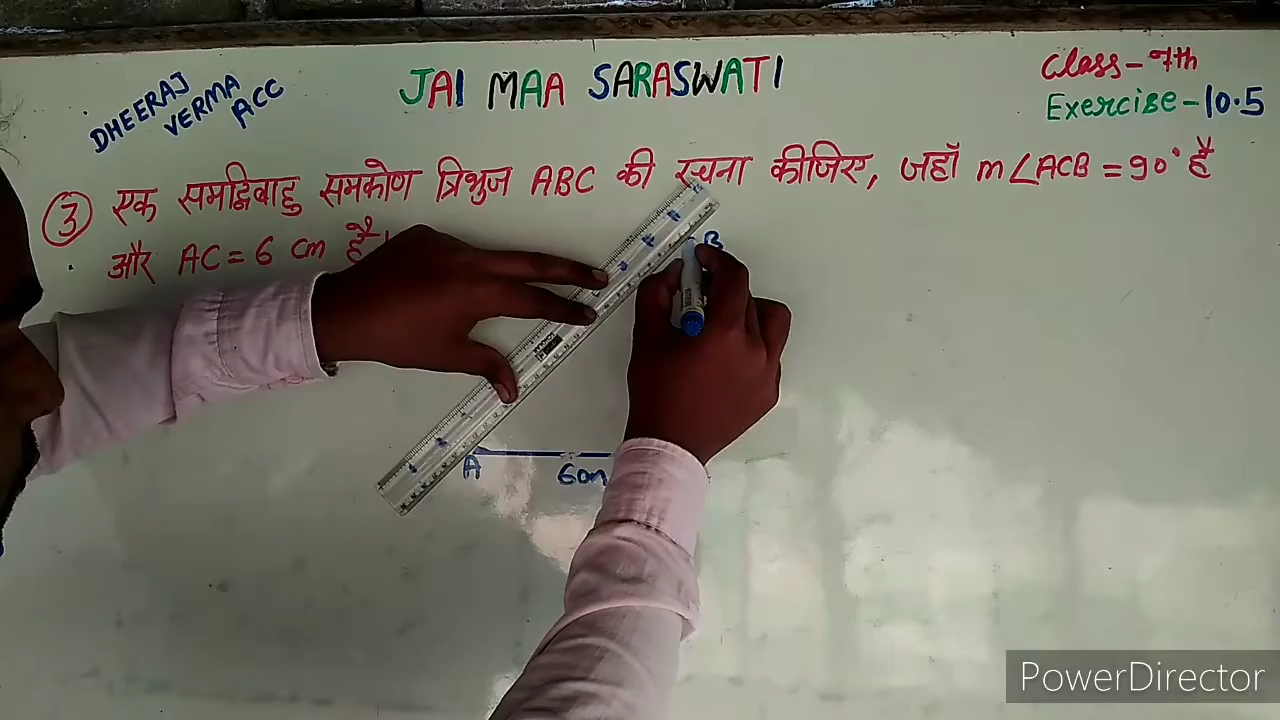 DHEERAJ
VERMA
ACC
JAI MAA SARASWATI
Class-7th
Exercise-10.5
③ एक समद्विबाहु समकोण त्रिभुज ABC की रचना कीजिए, जहाँ m∠ACB = 90° है
और AC = 6 cm है।
B
A
6cm
PowerDirector